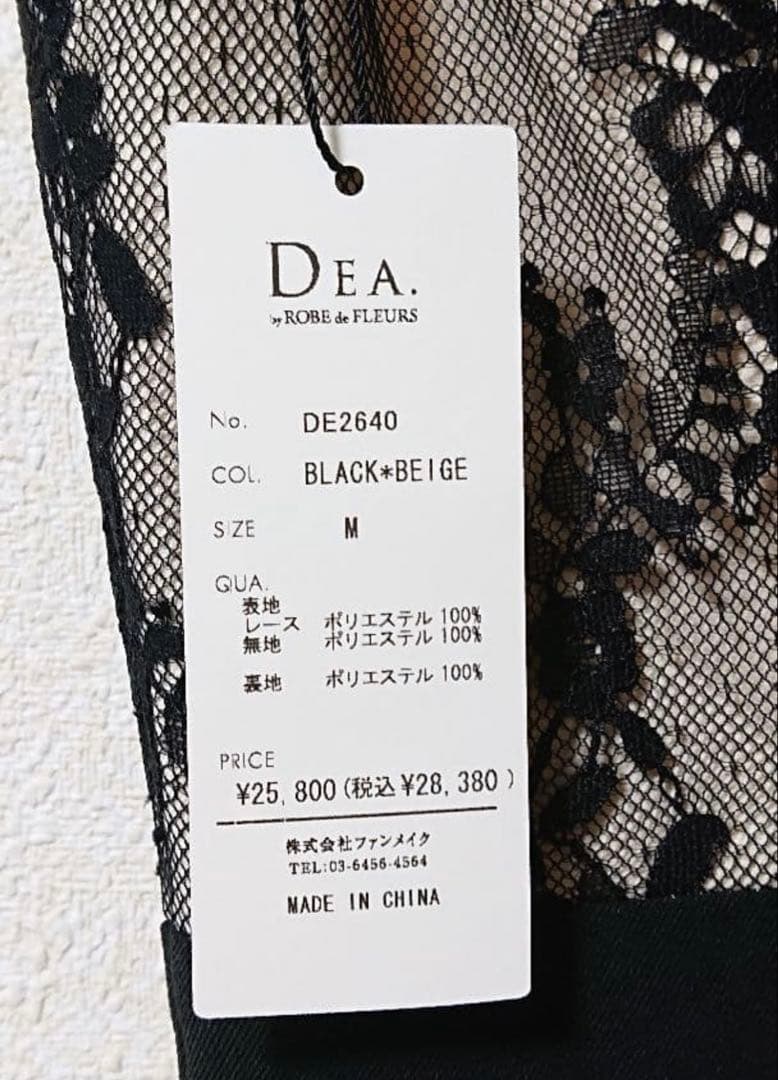 DEA.
by ROBE de FLEURS
No. DE2640
COL. BLACK*BEIGE
SIZE M
QUA.
表地
レース ポリエステル 100%
無地 ポリエステル 100%
裏地 ポリエステル 100%
PRICE
¥25,800(税込¥28,380)
株式会社ファンメイク
TEL:03-6456-4564
MADE IN CHINA